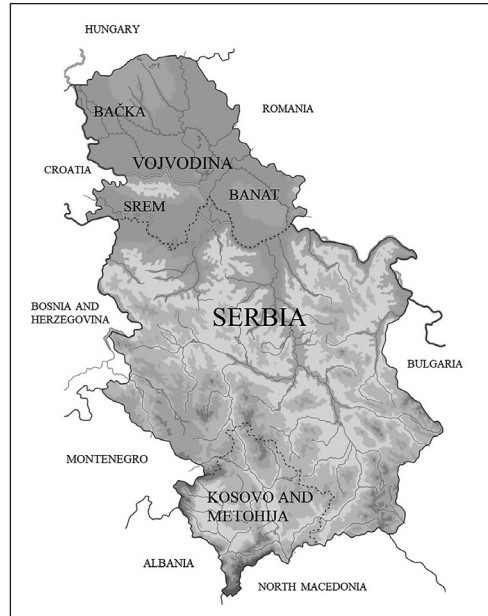 HUNGARY
BAČKA
ROMANIA
VOJVODINA
CROATIA
BANAT
SREM
BOSNIA AND
HERZEGOVINA
SERBIA
BULGARIA
MONTENEGRO
KOSOVO AND
METOHIJA
ALBANIA
NORTH MACEDONIA